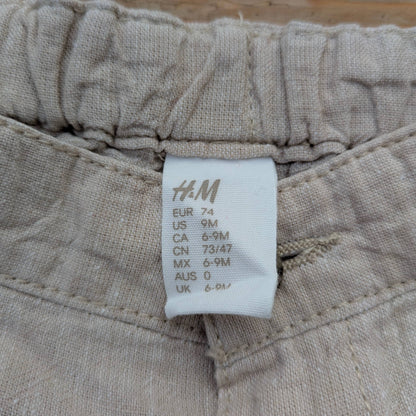 H&M
EUR 74
US 9M
CA 6-9M
CN 73/47
MX 6-9M
AUS 0
UK 6-9M